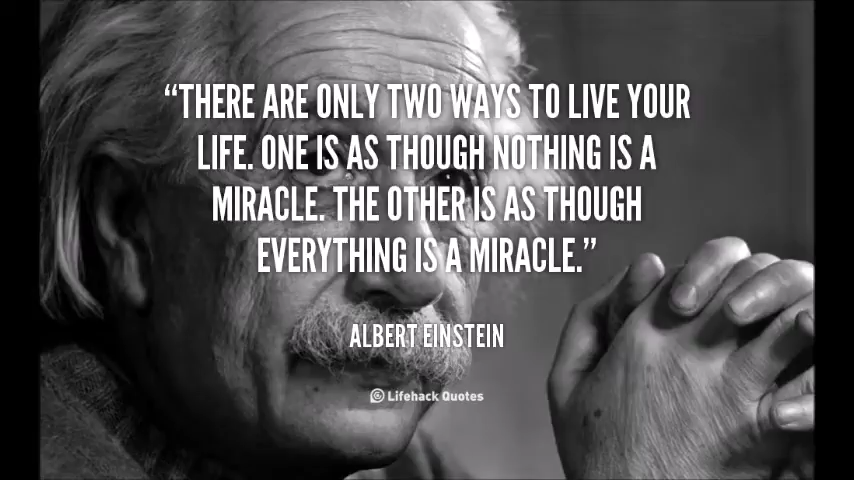 “THERE ARE ONLY TWO WAYS TO LIVE YOUR
LIFE. ONE IS AS THOUGH NOTHING IS A
MIRACLE. THE OTHER IS AS THOUGH
EVERYTHING IS A MIRACLE.”
ALBERT EINSTEIN
Lifehack Quotes